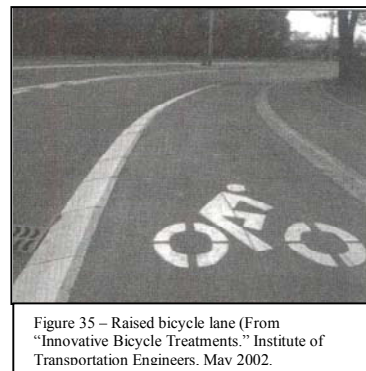 Figure 35 – Raised bicycle lane (From
“Innovative Bicycle Treatments.” Institute of
Transportation Engineers, May 2002.